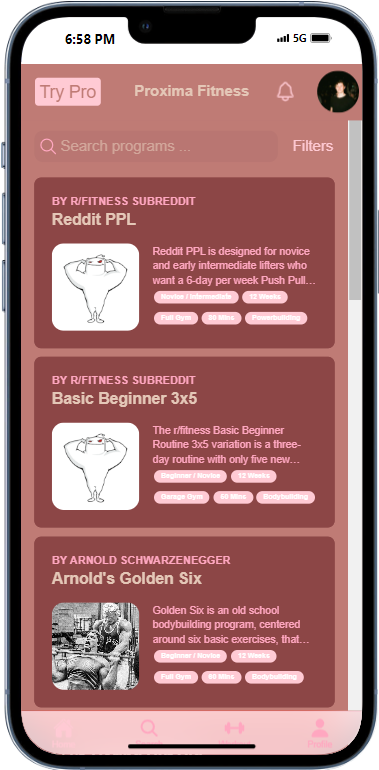 6:58 PM 5G
Try Pro Proxima Fitness
Search programs ... Filters
BY R/FITNESS SUBREDDIT
Reddit PPL
Reddit PPL is designed for novice
and early intermediate lifters who
want a 6-day per week Push Pull...
Novice / Intermediate 12 Weeks
Full Gym 60 Mins Powerbuilding
BY R/FITNESS SUBREDDIT
Basic Beginner 3x5
The r/fitness Basic Beginner
Routine 3x5 variation is a three-
day routine with only five new...
Beginner / Novice 12 Weeks
Garage Gym 60 Mins Bodybuilding
BY ARNOLD SCHWARZENEGGER
Arnold's Golden Six
Golden Six is an old school
bodybuilding program, centered
around six basic exercises, that...
Beginner / Novice 12 Weeks
Full Gym 60 Mins Bodybuilding
Profile